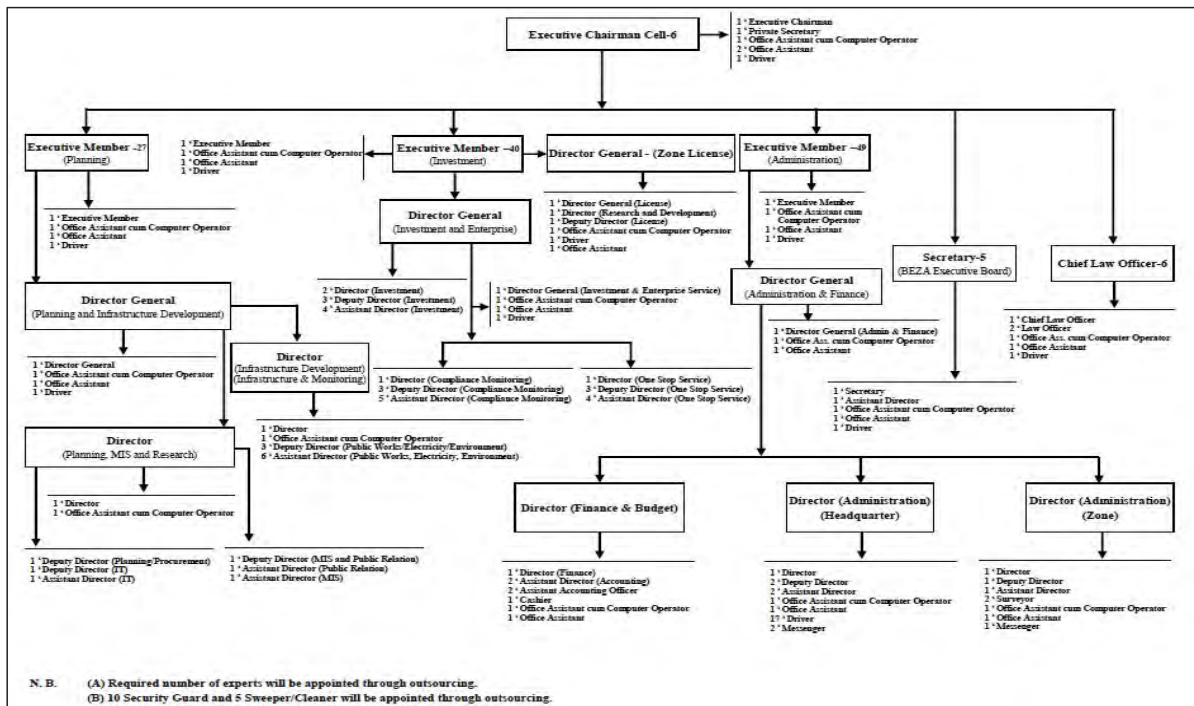 Executive Chairman Cell-6
1 * Executive Chairman
1 * Private Secretary
1 * Office Assistant cum Computer Operator
2 * Office Assistant
1 * Driver
Executive Member -27
(Planning)
1 * Executive Member
1 * Office Assistant cum Computer Operator
1 * Office Assistant
1 * Driver
Executive Member –40
(Investment)
Director General - (Zone License)
Executive Member –49
(Administration)
1 * Executive Member
1 * Office Assistant cum Computer Operator
1 * Office Assistant
1 * Driver
Director General
(Investment and Enterprise)
1 * Director General (License)
1 * Director (Research and Development)
1 * Deputy Director (License)
1 * Office Assistant cum Computer Operator
1 * Driver
1 * Office Assistant
1 * Executive Member
1 * Office Assistant cum
Computer Operator
1 * Office Assistant
1 * Driver
Secretary-5
(BEZA Executive Board)
Chief Law Officer-6
Director General
(Planning and Infrastructure Development)
2 * Director (Investment)
3 * Deputy Director (Investment)
4 * Assistant Director (Investment)
1 * Director General (Investment & Enterprise Service)
1 * Office Assistant cum Computer Operator
1 * Office Assistant
1 * Driver
Director General
(Administration & Finance)
1 * Director General (Admin & Finance)
1 * Office Ass. cum Computer Operator
1 * Office Assistant
1 * Chief Law Officer
2 * Law Officer
1 * Office Ass. cum Computer Operator
1 * Office Assistant
1 * Driver
1 * Director General
1 * Office Assistant cum Computer Operator
1 * Office Assistant
1 * Driver
Director
(Infrastructure Development)
(Infrastructure & Monitoring)
1 * Director (Compliance Monitoring)
3 * Deputy Director (Compliance Monitoring)
5 * Assistant Director (Compliance Monitoring)
1 * Director (One Stop Service)
3 * Deputy Director (One Stop Service)
4 * Assistant Director (One Stop Service)
1 * Secretary
1 * Assistant Director
1 * Office Assistant cum Computer Operator
1 * Office Assistant
1 * Driver
Director
(Planning, MIS and Research)
1 * Director
1 * Office Assistant cum Computer Operator
3 * Deputy Director (Public Works/Electricity/Environment)
6 * Assistant Director (Public Works, Electricity, Environment)
1 * Director
1 * Office Assistant cum Computer Operator
Director (Finance & Budget)
Director (Administration)
(Headquarter)
Director (Administration)
(Zone)
1 * Deputy Director (Planning/Procurement)
1 * Deputy Director (IT)
1 * Assistant Director (IT)
1 * Deputy Director (MIS and Public Relation)
1 * Assistant Director (Public Relation)
1 * Assistant Director (MIS)
1 * Director (Finance)
2 * Assistant Director (Accounting)
2 * Assistant Accounting Officer
1 * Cashier
1 * Office Assistant cum Computer Operator
1 * Office Assistant
1 * Director
2 * Deputy Director
2 * Assistant Director
1 * Office Assistant cum Computer Operator
1 * Office Assistant
17 * Driver
2 * Messenger
1 * Director
1 * Deputy Director
1 * Assistant Director
2 * Surveyor
1 * Office Assistant cum Computer Operator
1 * Office Assistant
1 * Messenger
N. B. (A) Required number of experts will be appointed through outsourcing.
(B) 10 Security Guard and 5 Sweeper/Cleaner will be appointed through outsourcing.